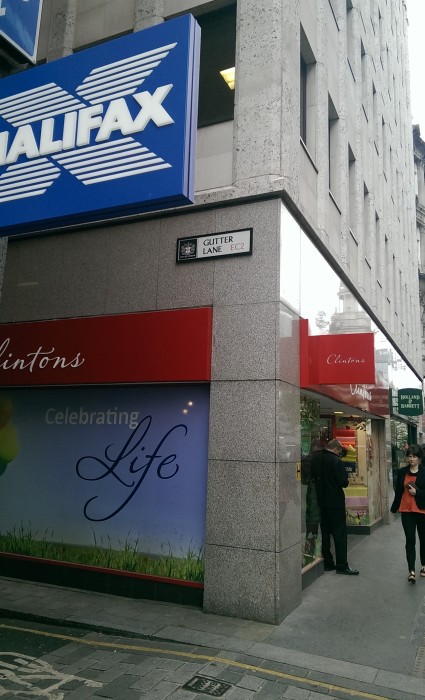 HALIFAX
GUTTER
LANE EC2
Clintons
Clintons
HOLLAND
& BARRETT
Celebrating
Life